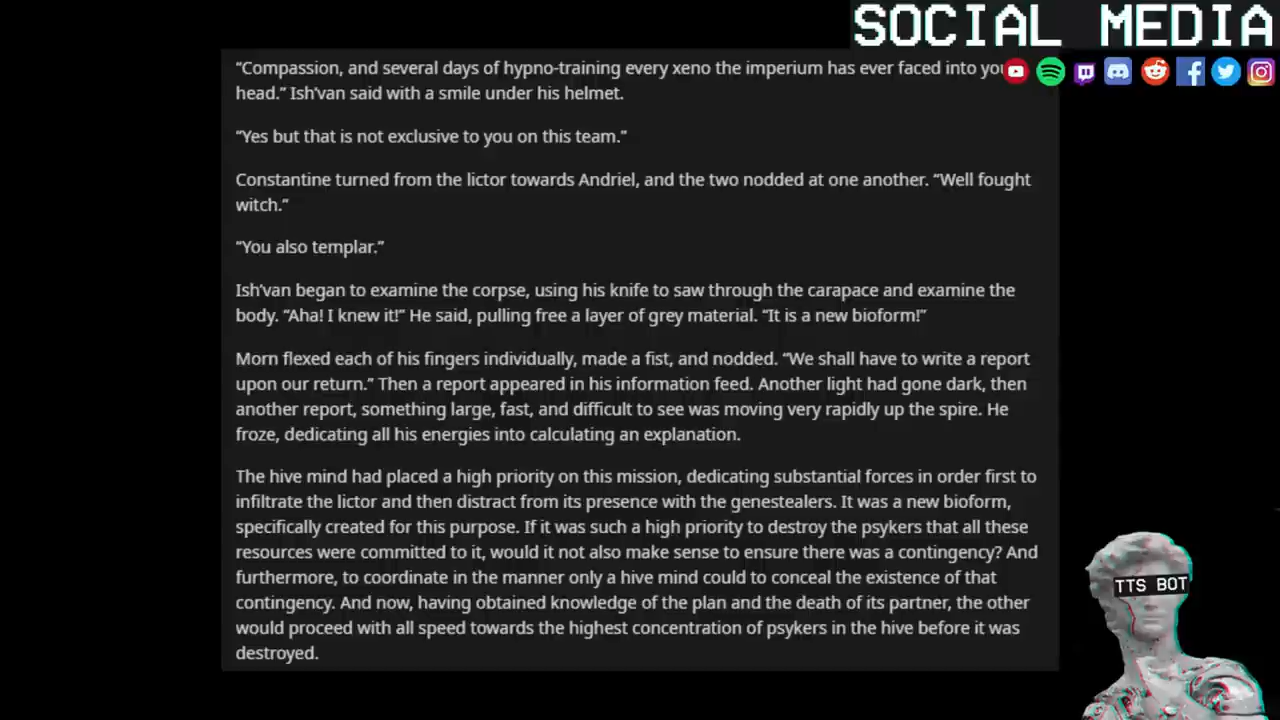 SOCIAL MEDIA
“Compassion, and several days of hypno-training every xeno the imperium has ever faced into
head.” Ish’van said with a smile under his helmet.
“Yes but that is not exclusive to you on this team.”
Constantine turned from the lictor towards Andriel, and the two nodded at one another. “Well fought
witch.”
“You also templar.”
Ish’van began to examine the corpse, using his knife to saw through the carapace and examine the
body. “Aha! I knew it!” He said, pulling free a layer of grey material. “It is a new bioform!”
Morn flexed each of his fingers individually, made a fist, and nodded. “We shall have to write a report
upon our return.” Then a report appeared in his information feed. Another light had gone dark, then
another report, something large, fast, and difficult to see was moving very rapidly up the spire. He
froze, dedicating all his energies into calculating an explanation.
The hive mind had placed a high priority on this mission, dedicating substantial forces in order first to
infiltrate the lictor and then distract from its presence with the genestealers. It was a new bioform,
specifically created for this purpose. If it was such a high priority to destroy the psykers that all these
resources were committed to it, would it not also make sense to ensure there was a contingency? And
furthermore, to coordinate in the manner only a hive mind could to conceal the existence of that
contingency. And now, having obtained knowledge of the plan and the death of its partner, the other
would proceed with all speed towards the highest concentration of psykers in the hive before it was
destroyed.
TTS BOT